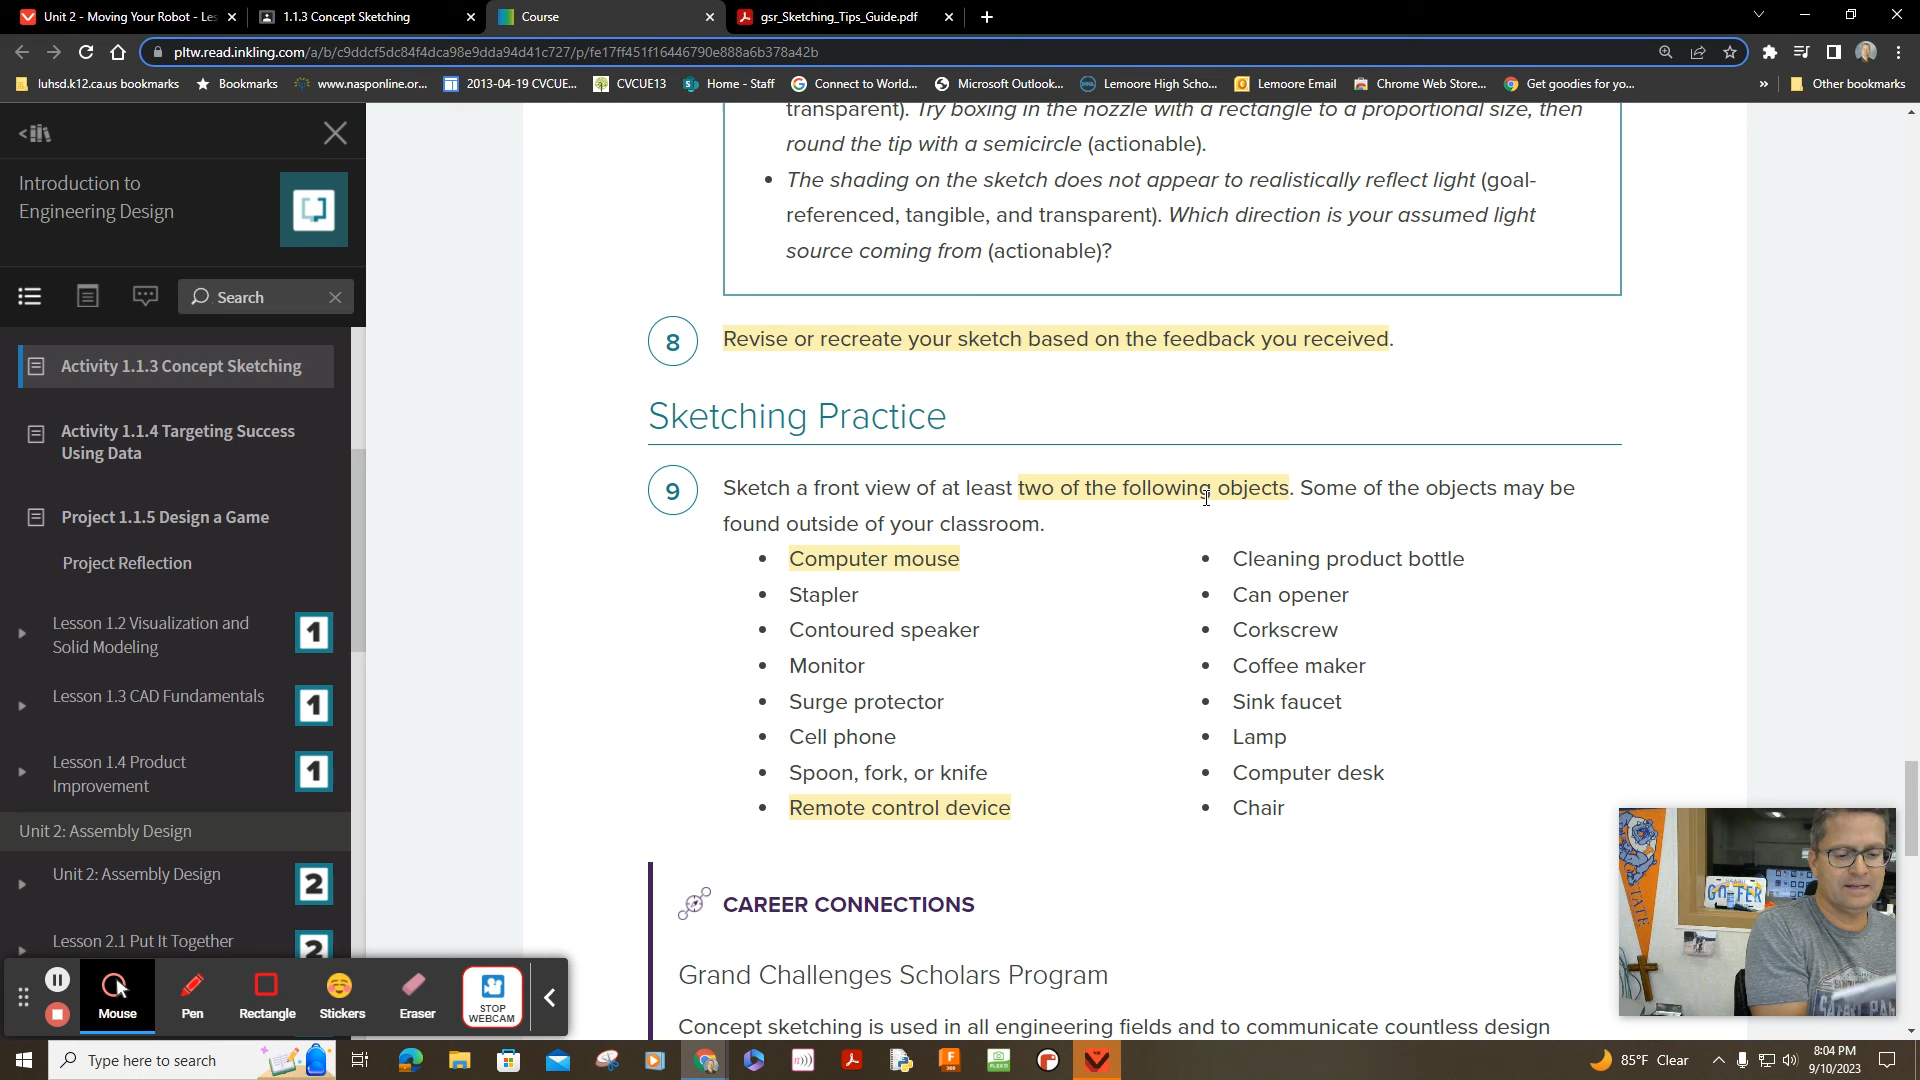 Unit 2 - Moving Your Robot - Les
1.1.3 Concept Sketching
Course
gsr_Sketching_Tips_Guide.pdf
pltw.read.inkling.com/a/b/c9ddcf5dc84f4dca98e9dda94d41c727/p/fe17ff451f16446790e888a6b378a42b
luhsd.k12.ca.us bookmarks
Bookmarks
www.nasponline.or...
2013-04-19 CVCUE...
CVCUE13
Home - Staff
Connect to World...
Microsoft Outlook...
Lemoore High Scho...
Lemoore Email
Chrome Web Store...
Get goodies for yo...
»
Other bookmarks
Introduction to
Engineering Design
Search
Activity 1.1.3 Concept Sketching
Activity 1.1.4 Targeting Success
Using Data
Project 1.1.5 Design a Game
Project Reflection
Lesson 1.2 Visualization and
Solid Modeling
1
Lesson 1.3 CAD Fundamentals
1
Lesson 1.4 Product
Improvement
1
Unit 2: Assembly Design
Unit 2: Assembly Design
2
Lesson 2.1 Put It Together
2
transparent). Try boxing in the nozzle with a rectangle to a proportional size, then
round the tip with a semicircle (actionable).
• The shading on the sketch does not appear to realistically reflect light (goal-
referenced, tangible, and transparent). Which direction is your assumed light
source coming from (actionable)?
8 Revise or recreate your sketch based on the feedback you received.
Sketching Practice
9 Sketch a front view of at least two of the following objects. Some of the objects may be
found outside of your classroom.
• Computer mouse
• Stapler
• Contoured speaker
• Monitor
• Surge protector
• Cell phone
• Spoon, fork, or knife
• Remote control device
• Cleaning product bottle
• Can opener
• Corkscrew
• Coffee maker
• Sink faucet
• Lamp
• Computer desk
• Chair
CAREER CONNECTIONS
Grand Challenges Scholars Program
Concept sketching is used in all engineering fields and to communicate countless design
Mouse
Pen
Rectangle
Stickers
Eraser
STOP
WEBCAM
GO FER
STATE
Type here to search
85°F Clear
8:04 PM
9/10/2023